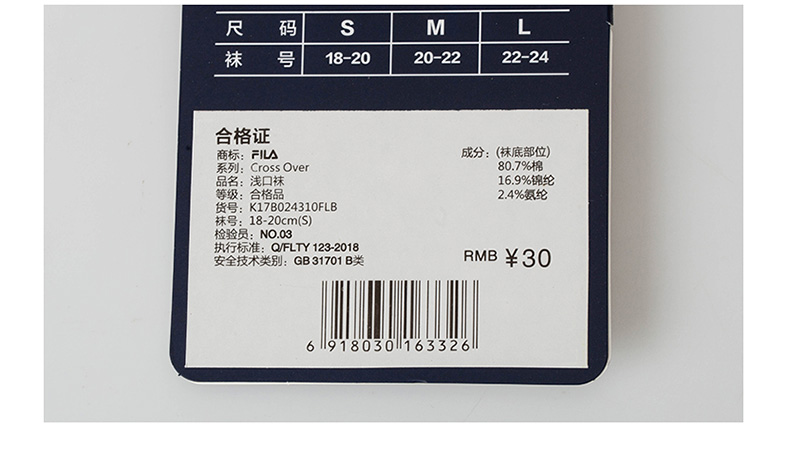 尺 码 S M L
袜 号 18-20 20-22 22-24
合格证
商标：FILA
系列：Cross Over
品名：浅口袜
等级：合格品
货号：K17B024310FLB
袜号：18-20cm(S)
检验员：NO.03
执行标准：Q/FLTY 123-2018
安全技术类别：GB 31701 B类
成分：(袜底部位)
80.7%棉
16.9%锦纶
2.4%氨纶
RMB ￥30
6 918030 163326